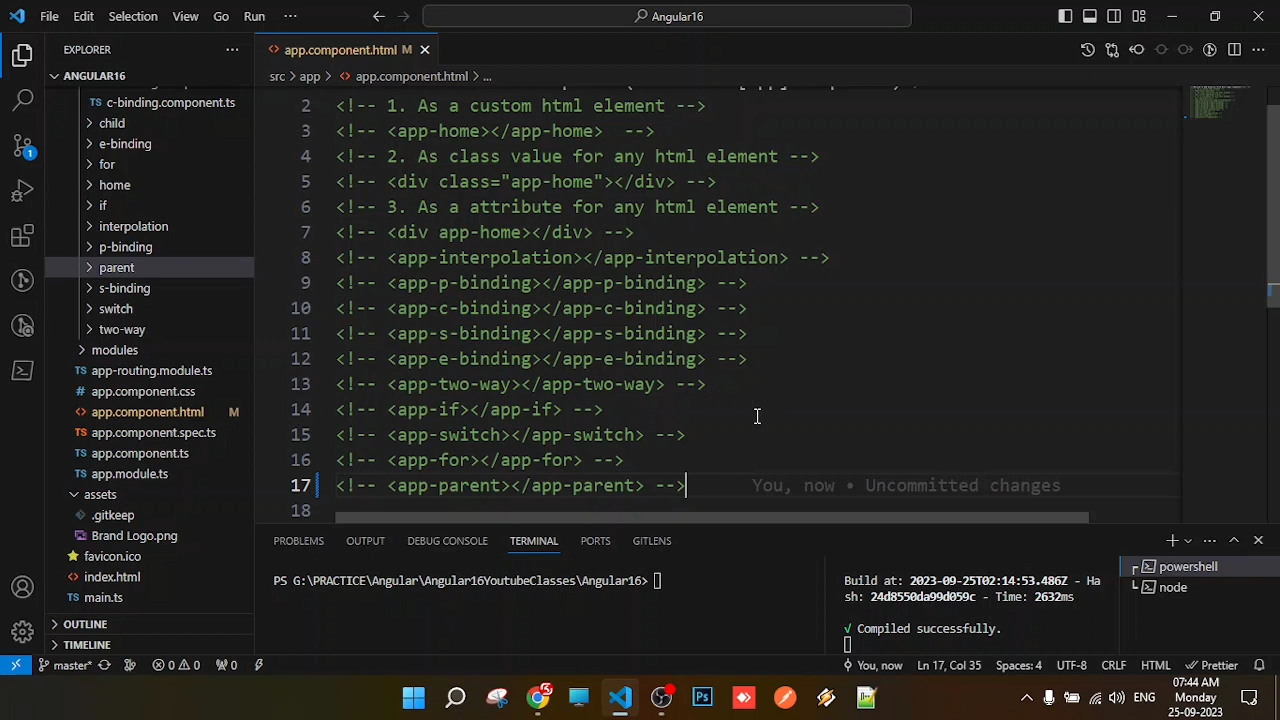 File Edit Selection View Go Run ···
Angular16
EXPLORER ···
ANGULAR16
c-binding.component.ts
child
e-binding
for
home
if
interpolation
p-binding
parent
s-binding
switch
two-way
modules
app-routing.module.ts
app.component.css
app.component.html M
app.component.spec.ts
app.component.ts
app.module.ts
assets
.gitkeep
Brand Logo.png
favicon.ico
index.html
main.ts
OUTLINE
TIMELINE
app.component.html M
src > app > app.component.html > ...
2 <!-- 1. As a custom html element -->
3 <!-- <app-home></app-home>  -->
4 <!-- 2. As class value for any html element -->
5 <!-- <div class="app-home"></div> -->
6 <!-- 3. As a attribute for any html element -->
7 <!-- <div app-home></div> -->
8 <!-- <app-interpolation></app-interpolation> -->
9 <!-- <app-p-binding></app-p-binding> -->
10 <!-- <app-c-binding></app-c-binding> -->
11 <!-- <app-s-binding></app-s-binding> -->
12 <!-- <app-e-binding></app-e-binding> -->
13 <!-- <app-two-way></app-two-way> -->
14 <!-- <app-if></app-if> -->
15 <!-- <app-switch></app-switch> -->
16 <!-- <app-for></app-for> -->
17 <!-- <app-parent></app-parent> --> You, now • Uncommitted changes
18
PROBLEMS OUTPUT DEBUG CONSOLE TERMINAL PORTS GITLENS
PS G:\PRACTICE\Angular\Angular16YoutubeClasses\Angular16>
Build at: 2023-09-25T02:14:53.486Z - Ha
sh: 24d8550da99d059c - Time: 2632ms
√ Compiled successfully.
powershell
node
master* 0 0 0 You, now Ln 17, Col 35 Spaces: 4 UTF-8 CRLF HTML Prettier
Ps
ENG
07:44 AM
Monday
25-09-2023